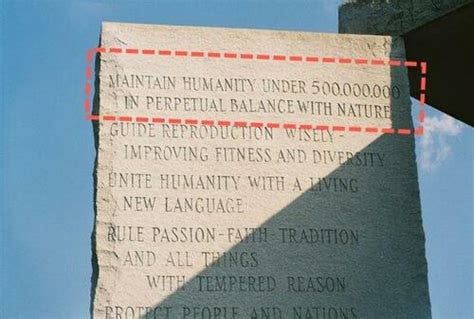 MAINTAIN HUMANITY UNDER 500.000.000
IN PERPETUAL BALANCE WITH NATURE
GUIDE REPRODUCTION WISELY-
IMPROVING FITNESS AND DIVERSITY
UNITE HUMANITY WITH A LIVING
NEW LANGUAGE
RULE PASSION-FAITH-TRADITION
AND ALL THINGS
WITH TEMPERED REASON
PROTECT PEOPLE AND NATIONS